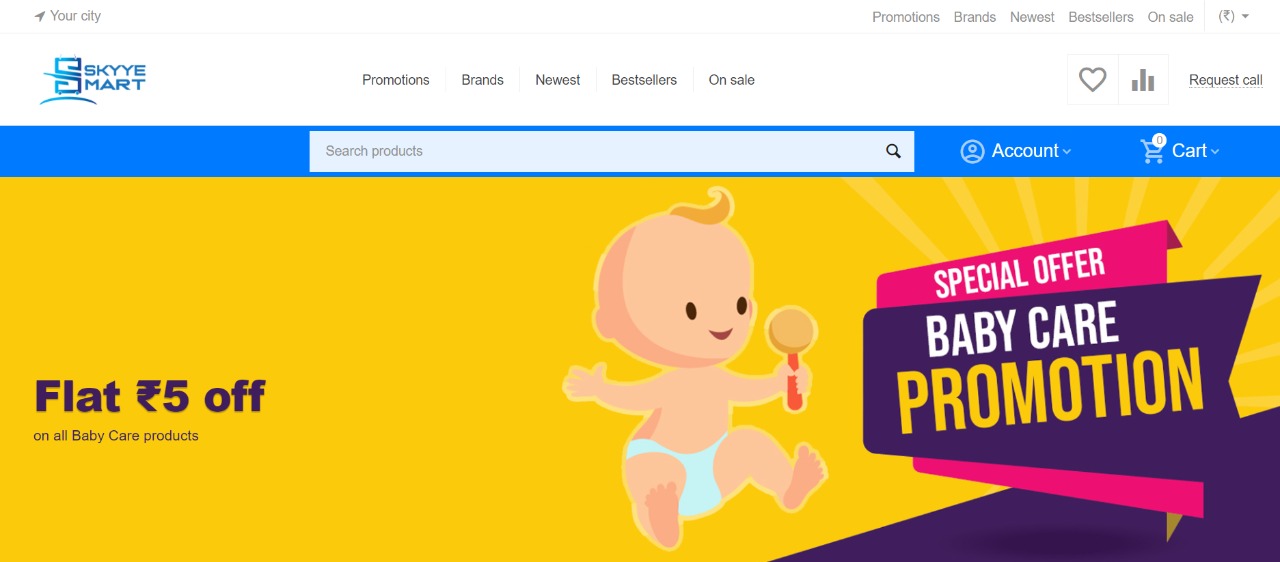 Your city
Promotions Brands Newest Bestsellers On sale (₹)
SKYYE
MART
Promotions Brands Newest Bestsellers On sale
Request call
Search products
Account
0
Cart
SPECIAL OFFER
BABY CARE
PROMOTION
Flat ₹5 off
on all Baby Care products